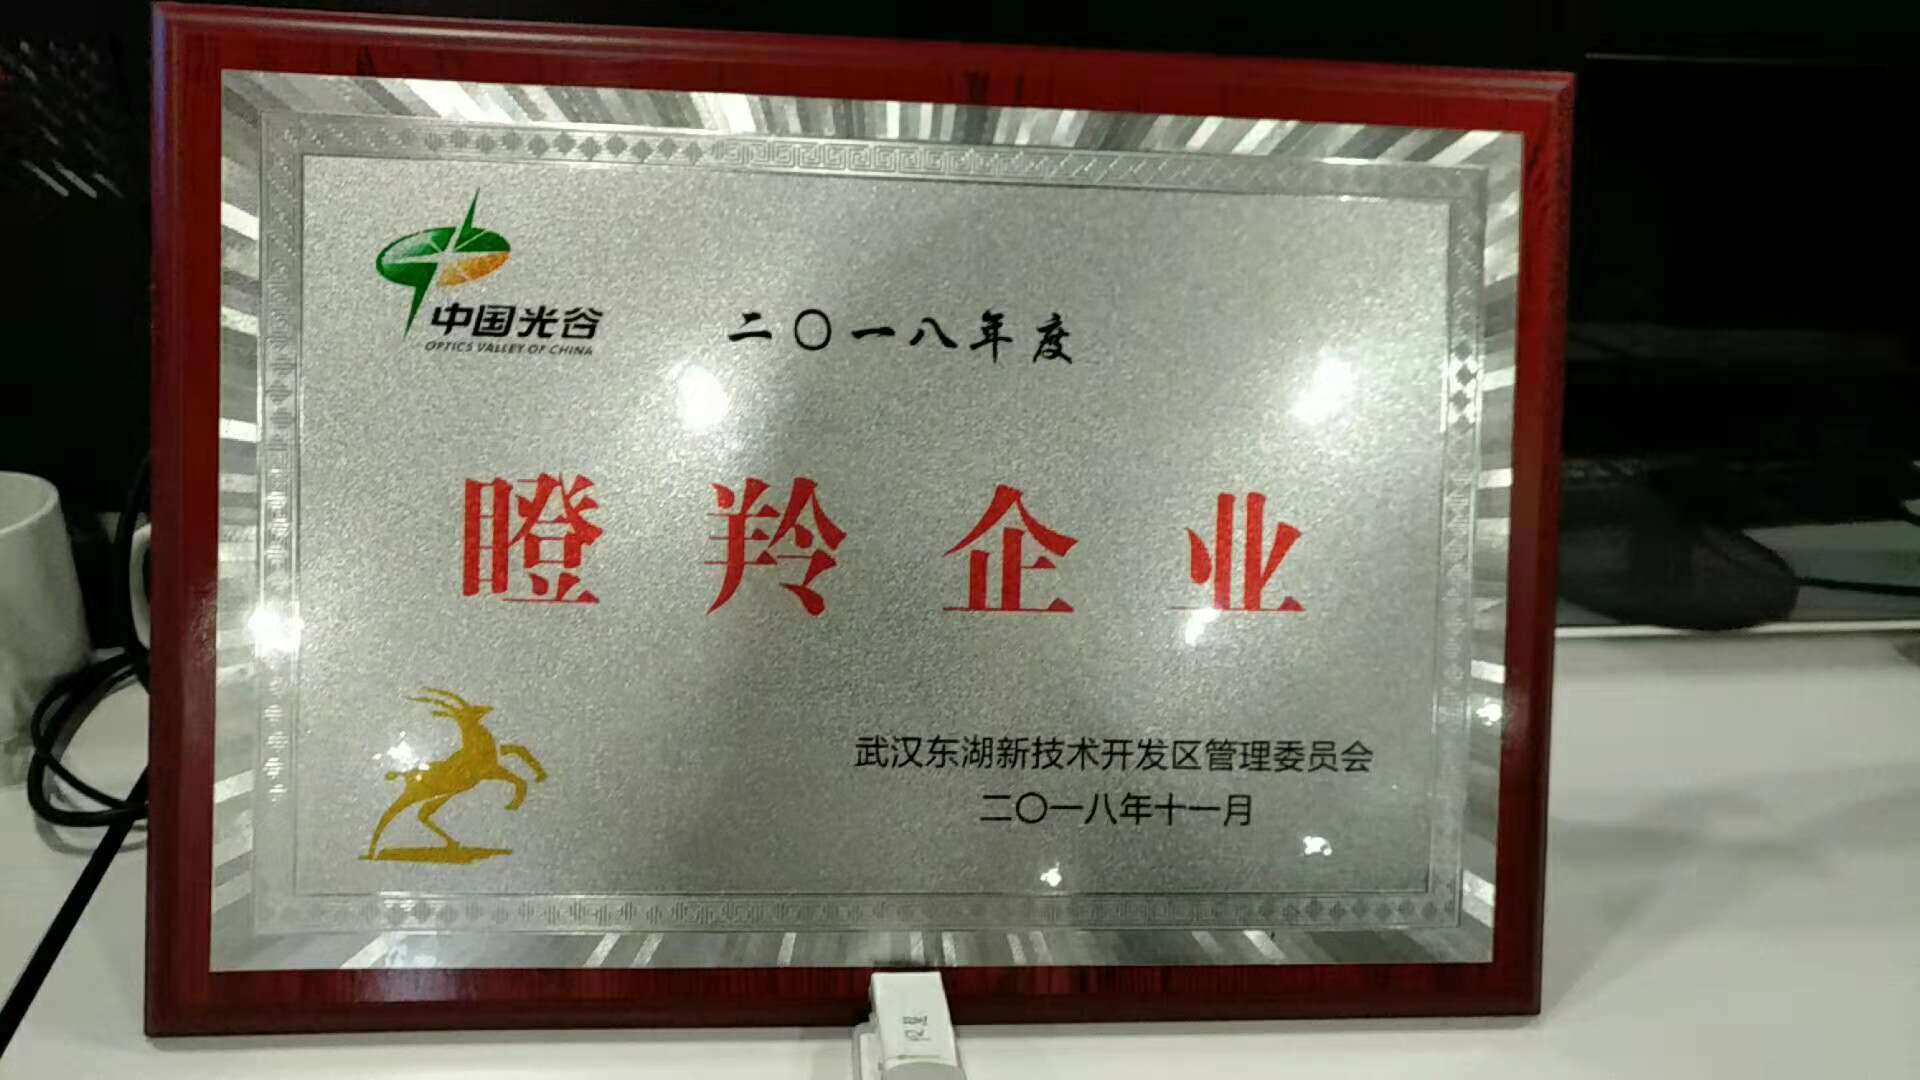 中国光谷
OPTICS VALLEY OF CHINA
二〇一八年度
瞪羚企业
武汉东湖新技术开发区管理委员会
二〇一八年十一月